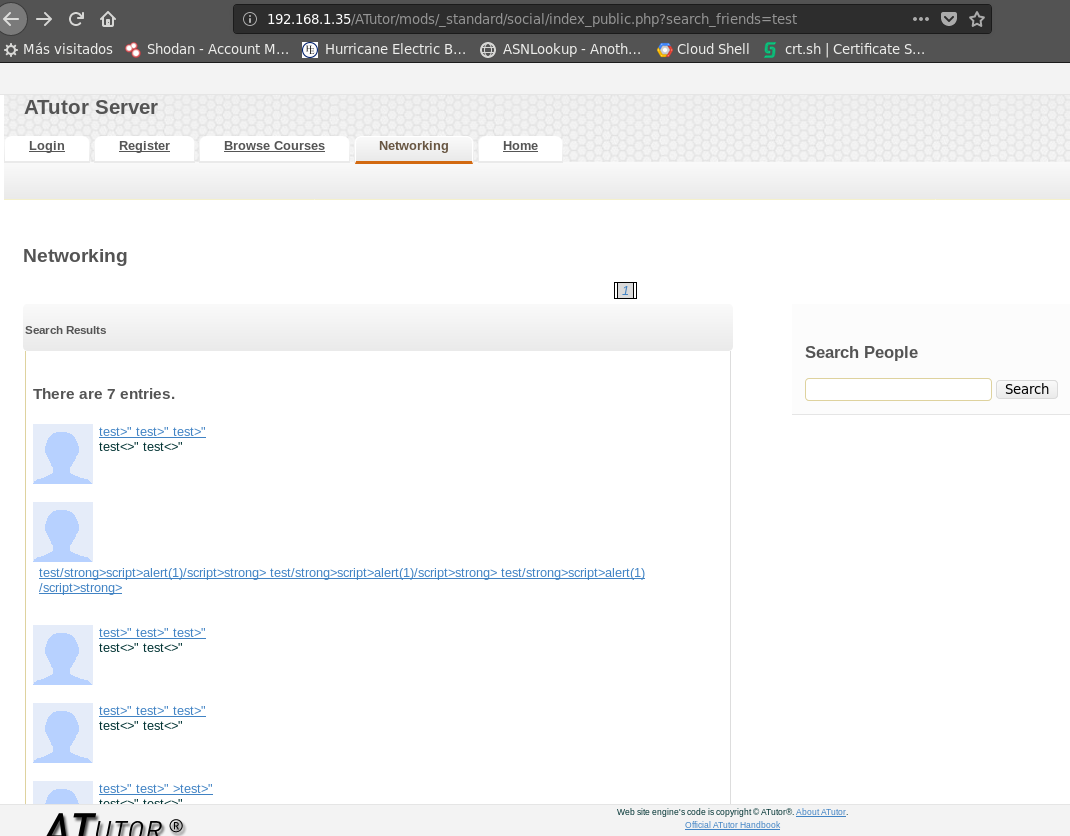 192.168.1.35/ATutor/mods/_standard/social/index_public.php?search_friends=test
Más visitados Shodan - Account M… Hurricane Electric B… ASNLookup - Anoth… Cloud Shell crt.sh | Certificate S…
ATutor Server
Login Register Browse Courses Networking Home
Networking
1
Search Results
Search People
Search
There are 7 entries.
test>" test>" test>"
test<>" test<>"
test/strong>script>alert(1)/script>strong> test/strong>script>alert(1)/script>strong> test/strong>script>alert(1)
/script>strong>
test>" test>" test>"
test<>" test<>"
test>" test>" test>"
test<>" test<>"
test>" test>" >test>"
test<>" test<>"
ATUTOR ®
Web site engine's code is copyright © ATutor®. About ATutor.
Official ATutor Handbook